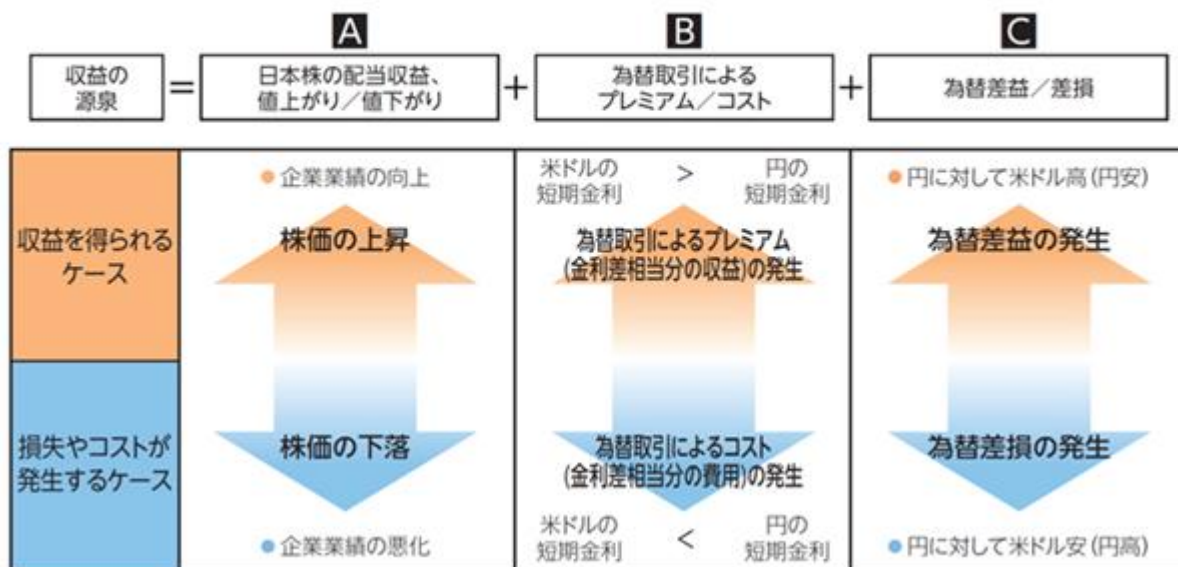 A
B
C
収益の
源泉
=
日本株の配当収益、
値上がり／値下がり
+
為替取引による
プレミアム／コスト
+
為替差益／差損
収益を得られる
ケース
●企業業績の向上
株価の上昇
米ドルの
短期金利
>
円の
短期金利
為替取引によるプレミアム
(金利差相当分の収益)の発生
●円に対して米ドル高(円安)
為替差益の発生
損失やコストが
発生するケース
株価の下落
●企業業績の悪化
為替取引によるコスト
(金利差相当分の費用)の発生
米ドルの
短期金利
<
円の
短期金利
為替差損の発生
●円に対して米ドル安(円高)